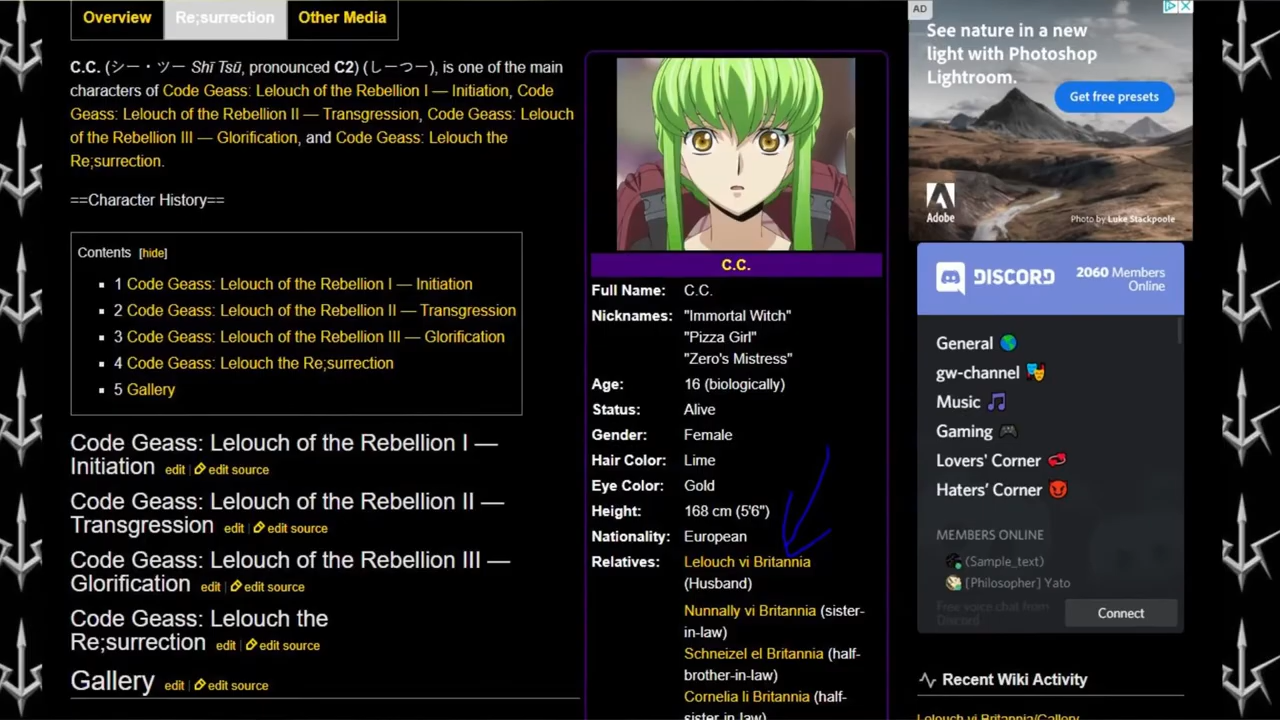 Overview
Re;surrection
Other Media
C.C. (シー・ツー Shī Tsū, pronounced C2) (しーつー), is one of the main
characters of Code Geass: Lelouch of the Rebellion I — Initiation, Code
Geass: Lelouch of the Rebellion II — Transgression, Code Geass: Lelouch
of the Rebellion III — Glorification, and Code Geass: Lelouch the
Re;surrection.
==Character History==
Contents [hide]
1 Code Geass: Lelouch of the Rebellion I — Initiation
2 Code Geass: Lelouch of the Rebellion II — Transgression
3 Code Geass: Lelouch of the Rebellion III — Glorification
4 Code Geass: Lelouch the Re;surrection
5 Gallery
Code Geass: Lelouch of the Rebellion I —
Initiation edit | edit source
Code Geass: Lelouch of the Rebellion II —
Transgression edit | edit source
Code Geass: Lelouch of the Rebellion III —
Glorification edit | edit source
Code Geass: Lelouch the
Re;surrection edit | edit source
Gallery edit | edit source
C.C.
Full Name: C.C.
Nicknames: "Immortal Witch"
"Pizza Girl"
"Zero's Mistress"
Age: 16 (biologically)
Status: Alive
Gender: Female
Hair Color: Lime
Eye Color: Gold
Height: 168 cm (5'6")
Nationality: European
Relatives: Lelouch vi Britannia
(Husband)
Nunnally vi Britannia (sister-
in-law)
Schneizel el Britannia (half-
brother-in-law)
Cornelia li Britannia (half-
sister in law)
AD
See nature in a new
light with Photoshop
Lightroom.
Get free presets
Adobe
Photo by Luke Stackpoole
DISCORD
2060 Members
Online
General
gw-channel
Music
Gaming
Lovers' Corner
Haters' Corner
MEMBERS ONLINE
(Sample_text)
[Philosopher] Yato
Free voice chat from
Discord
Connect
Recent Wiki Activity
Lelouch vi Britannia/Gallery